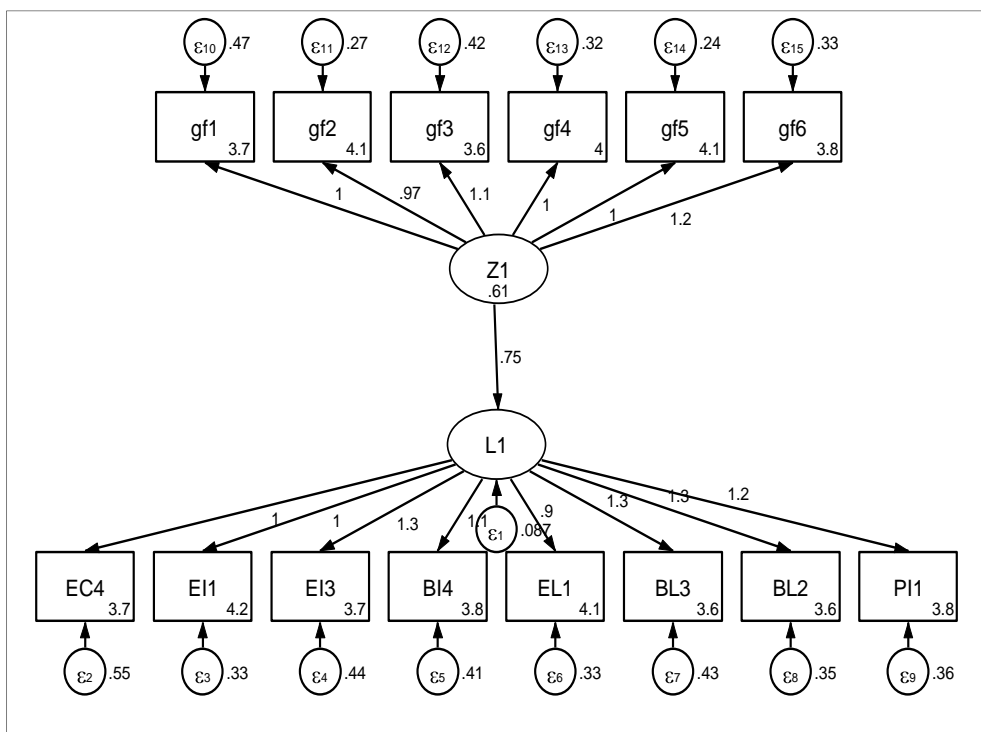 ε10 .47 ε11 .27 ε12 .42 ε13 .32 ε14 .24 ε15 .33
gf1 gf2 gf3 gf4 gf5 gf6
3.7 4.1 3.6 4 4.1 3.8
1 .97 1.1 1 1 1.2
Z1
.61
.75
L1
1 1 1.3 1.1 .9 1.3 1.3 1.2
ε1 .087
EC4 EI1 EI3 BI4 EL1 BL3 BL2 PI1
3.7 4.2 3.7 3.8 4.1 3.6 3.6 3.8
ε2 .55 ε3 .33 ε4 .44 ε5 .41 ε6 .33 ε7 .43 ε8 .35 ε9 .36